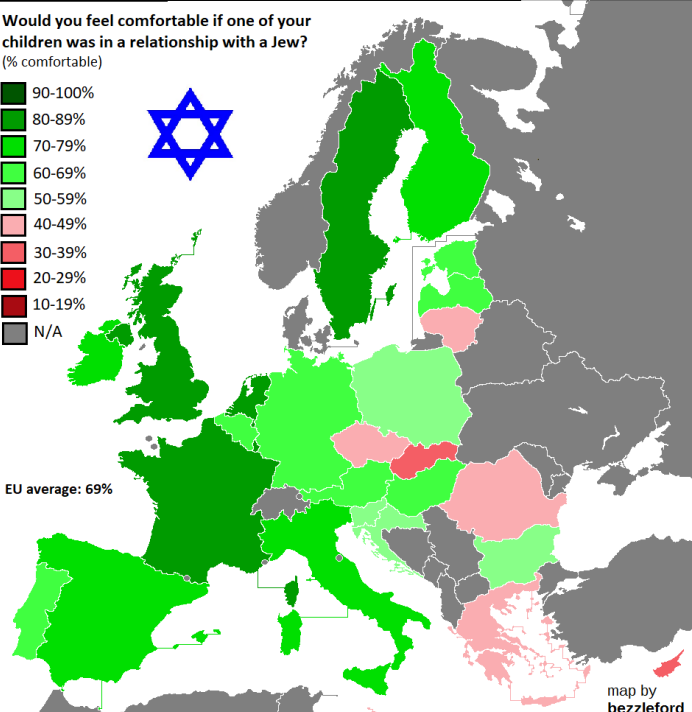 Would you feel comfortable if one of your
children was in a relationship with a Jew?
(% comfortable)
90-100%
80-89%
70-79%
60-69%
50-59%
40-49%
30-39%
20-29%
10-19%
N/A
EU average: 69%
map by
bezzleford